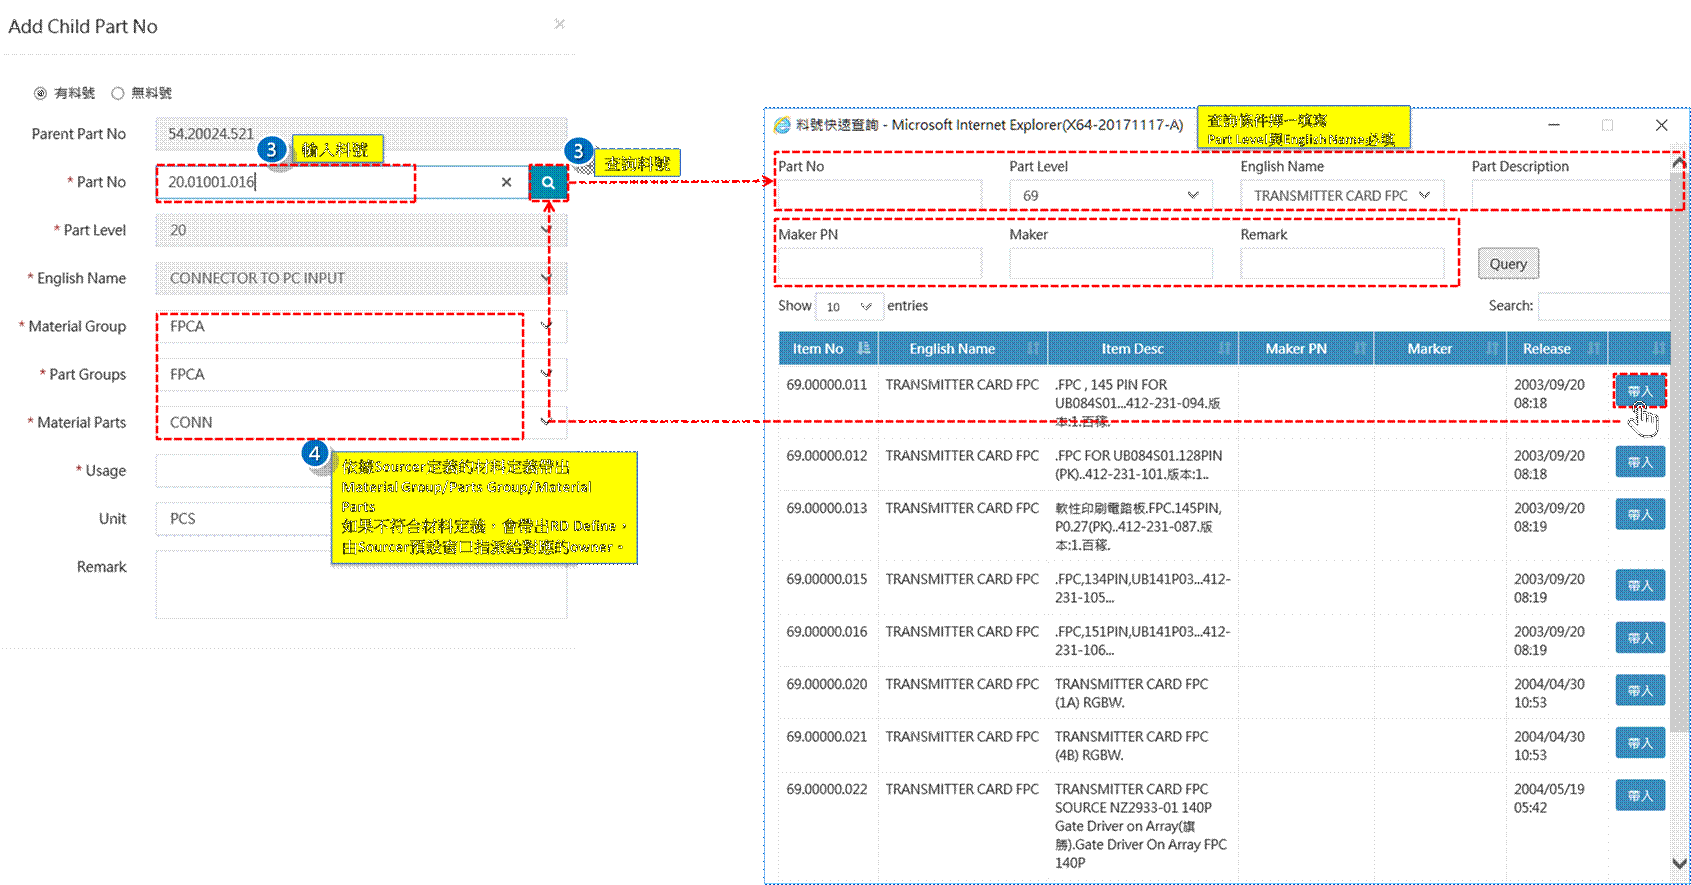 Add Child Part No
有料號 無料號
Parent Part No 54.20024.521
3 輸入料號
3 查詢料號
* Part No 20.01001.016
* Part Level 20
* English Name CONNECTOR TO PC INPUT
* Material Group FPCA
* Part Groups FPCA
* Material Parts CONN
* Usage
Unit PCS
Remark
4
依據Sourcer定義的材料定義帶出
Material Group/Parts Group/Material
Parts
如果不符合材料定義，會帶出RD Define，
由Sourcer預設窗口指派給對應的owner。
料號快速查詢 - Microsoft Internet Explorer(X64-20171117-A)
查詢條件擇一填寫
Part Level與English Name必填
Part No Part Level English Name Part Description
69 TRANSMITTER CARD FPC
Maker PN Maker Remark
Query
Show 10 entries Search:
Item No English Name Item Desc Maker PN Marker Release
69.00000.011 TRANSMITTER CARD FPC .FPC , 145 PIN FOR 2003/09/20 帶入
UB084S01...412-231-094.版 08:18
本:1.百稼.
69.00000.012 TRANSMITTER CARD FPC .FPC FOR UB084S01.128PIN 2003/09/20 帶入
(PK)..412-231-101.版本:1.. 08:18
69.00000.013 TRANSMITTER CARD FPC 軟性印刷電路板.FPC.145PIN, 2003/09/20 帶入
P0.27(PK)..412-231-087.版 08:19
本:1.百稼.
69.00000.015 TRANSMITTER CARD FPC .FPC,134PIN,UB141P03...412- 2003/09/20 帶入
231-105... 08:19
69.00000.016 TRANSMITTER CARD FPC .FPC,151PIN,UB141P03...412- 2003/09/20 帶入
231-106... 08:19
69.00000.020 TRANSMITTER CARD FPC TRANSMITTER CARD FPC 2004/04/30 帶入
(1A) RGBW. 10:53
69.00000.021 TRANSMITTER CARD FPC TRANSMITTER CARD FPC 2004/04/30 帶入
(4B) RGBW. 10:53
69.00000.022 TRANSMITTER CARD FPC TRANSMITTER CARD FPC 2004/05/19 帶入
SOURCE NZ2933-01 140P 05:42
Gate Driver on Array(旗
勝).Gate Driver On Array FPC
140P